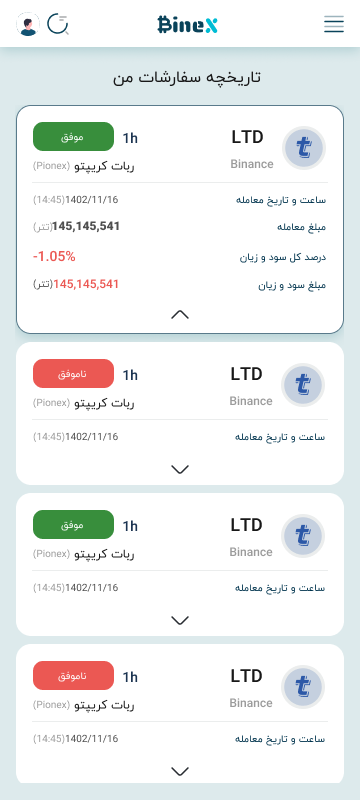 BineX
تاریخچه سفارشات من
LTD
1h
موفق
Binance
ربات کریپتو (Pionex)
ساعت و تاریخ معامله
1402/11/16(14:45)
مبلغ معامله
145,145,541(تتر)
درصد کل سود و زیان
-1.05%
مبلغ سود و زیان
145,145,541(تتر)
LTD
1h
ناموفق
Binance
ربات کریپتو (Pionex)
ساعت و تاریخ معامله
1402/11/16(14:45)
LTD
1h
موفق
Binance
ربات کریپتو (Pionex)
ساعت و تاریخ معامله
1402/11/16(14:45)
LTD
1h
ناموفق
Binance
ربات کریپتو (Pionex)
ساعت و تاریخ معامله
1402/11/16(14:45)